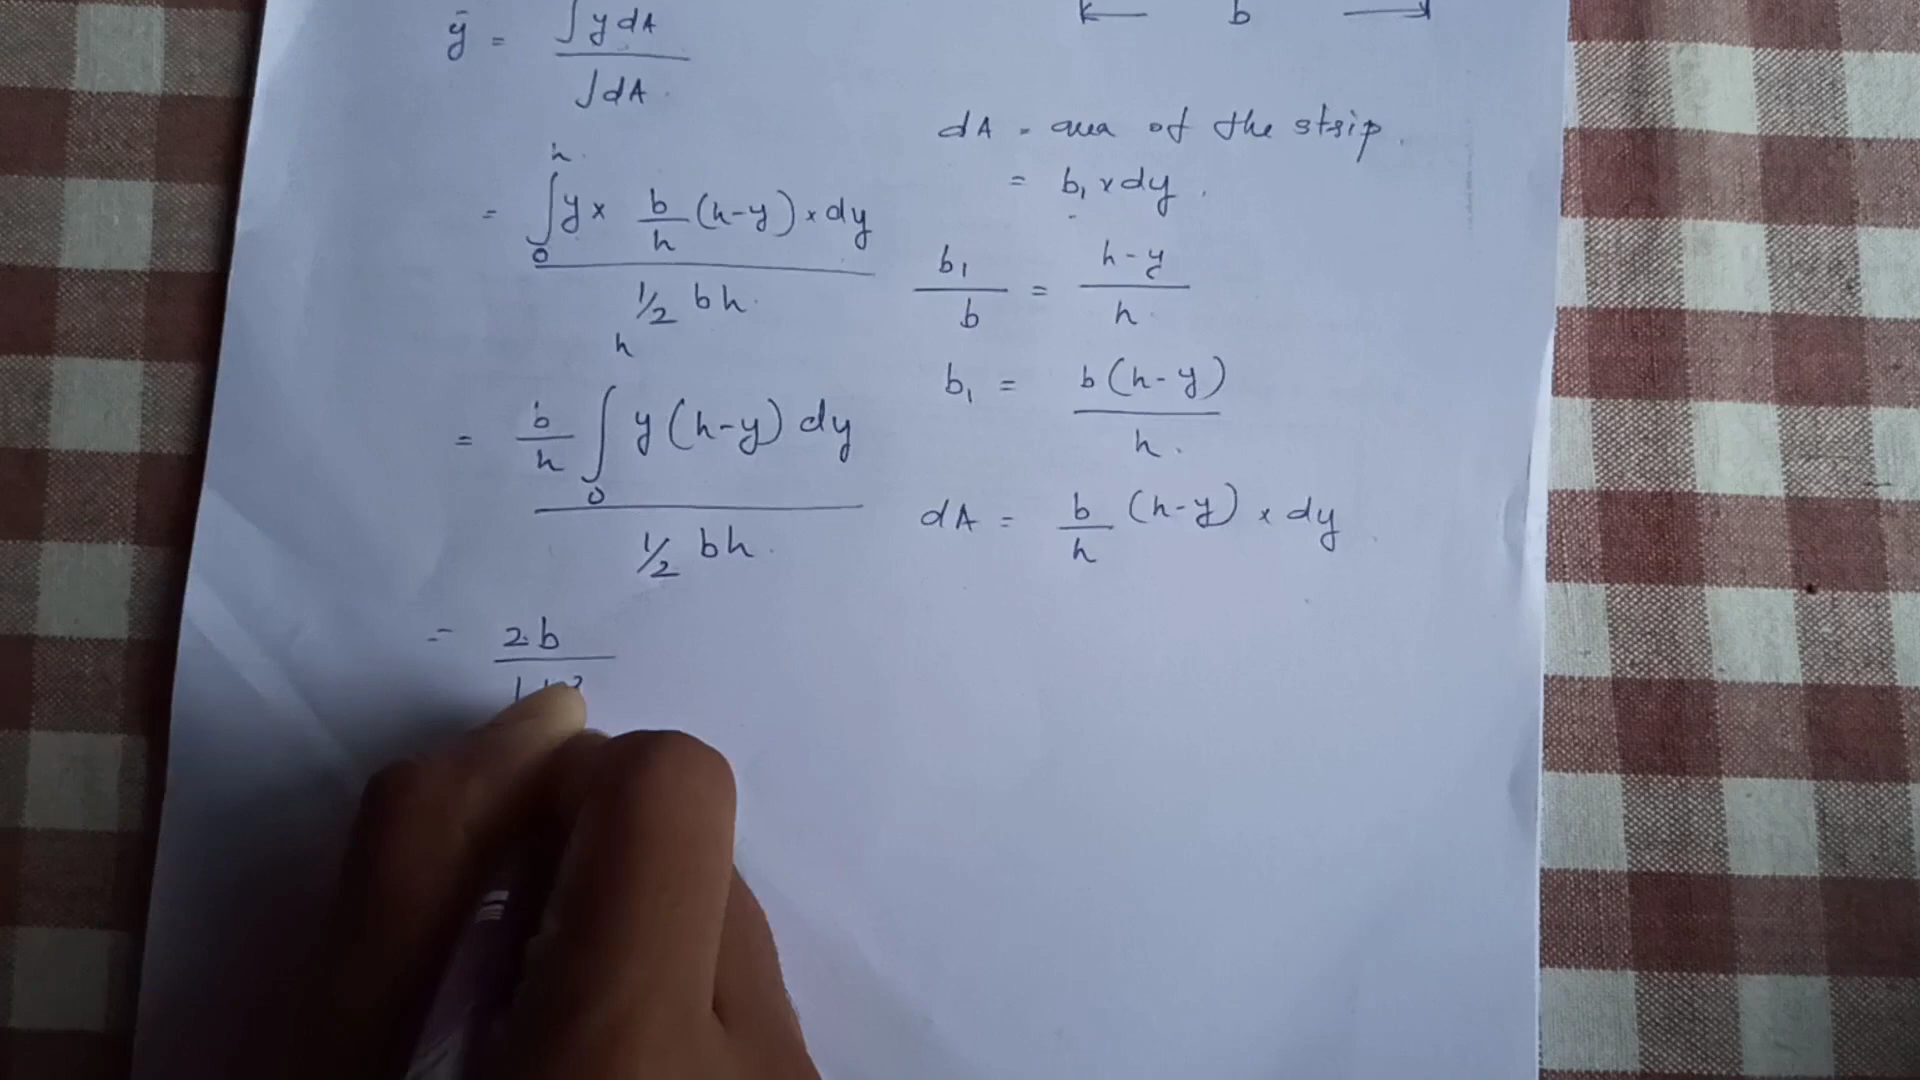 ȳ = ∫y dA / ∫dA
b
dA = area of the strip.
= b₁ × dy.
= ∫₀ʰ y × b/h (h-y) × dy / ½ bh.
b₁/b = h-y/h
b₁ = b(h-y)/h.
= b/h ∫₀ʰ y(h-y) dy / ½ bh.
dA = b/h (h-y) × dy
= 2.b